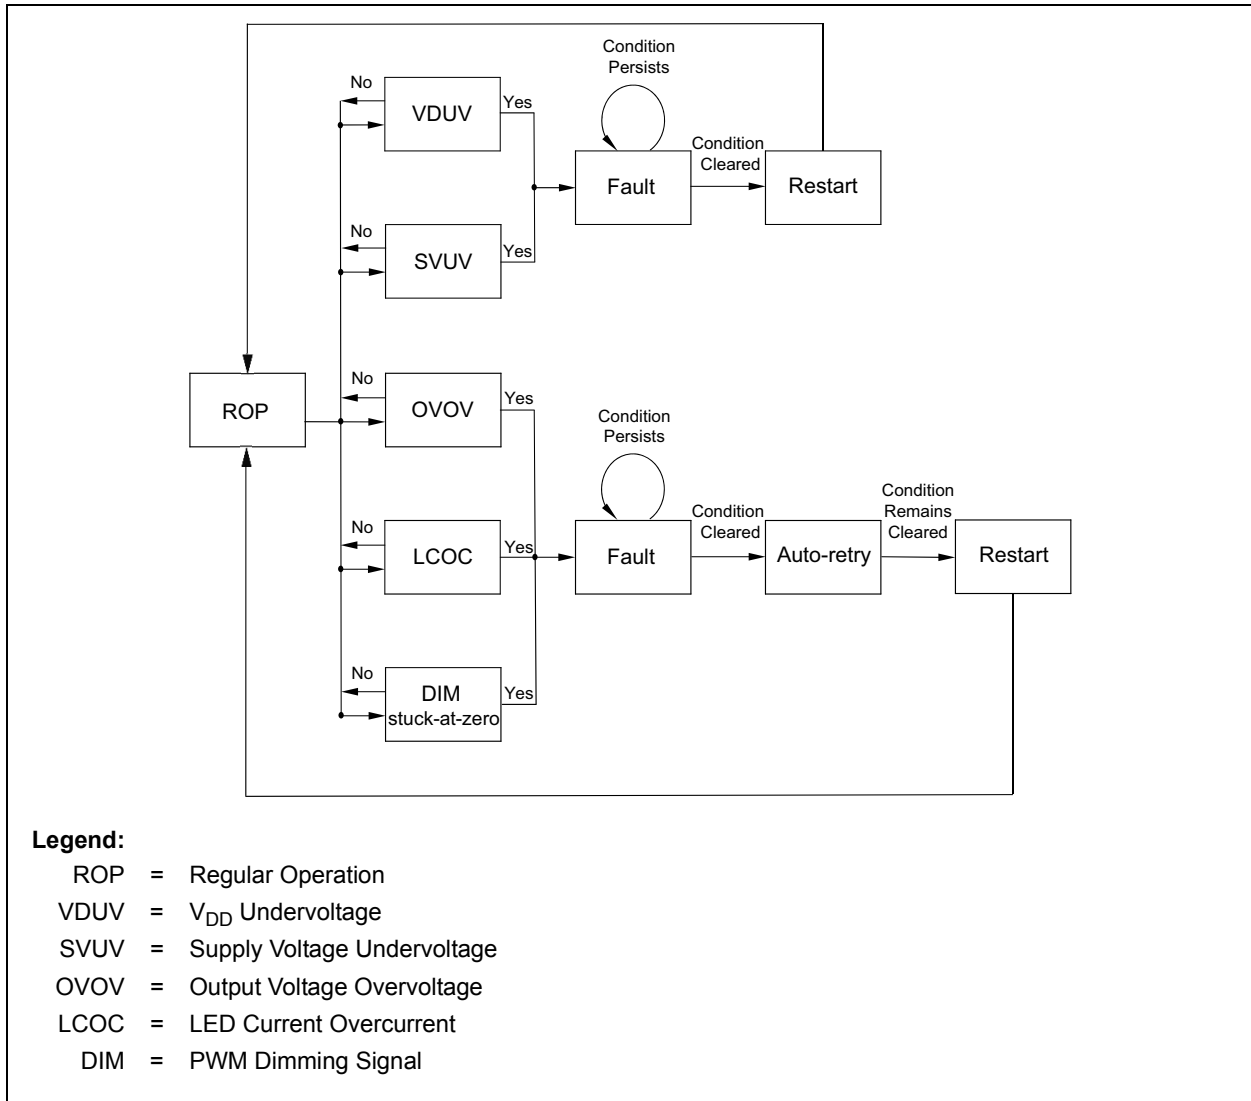 Condition
Persists
No
VDUV
Yes
Condition
Cleared
Fault
Restart
No
SVUV
Yes
ROP
No
OVOV
Yes
Condition
Persists
No
LCOC
Yes
Fault
Condition
Cleared
Auto-retry
Condition
Remains
Cleared
Restart
No
DIM
stuck-at-zero
Yes
Legend:
ROP = Regular Operation
VDUV = VDD Undervoltage
SVUV = Supply Voltage Undervoltage
OVOV = Output Voltage Overvoltage
LCOC = LED Current Overcurrent
DIM = PWM Dimming Signal